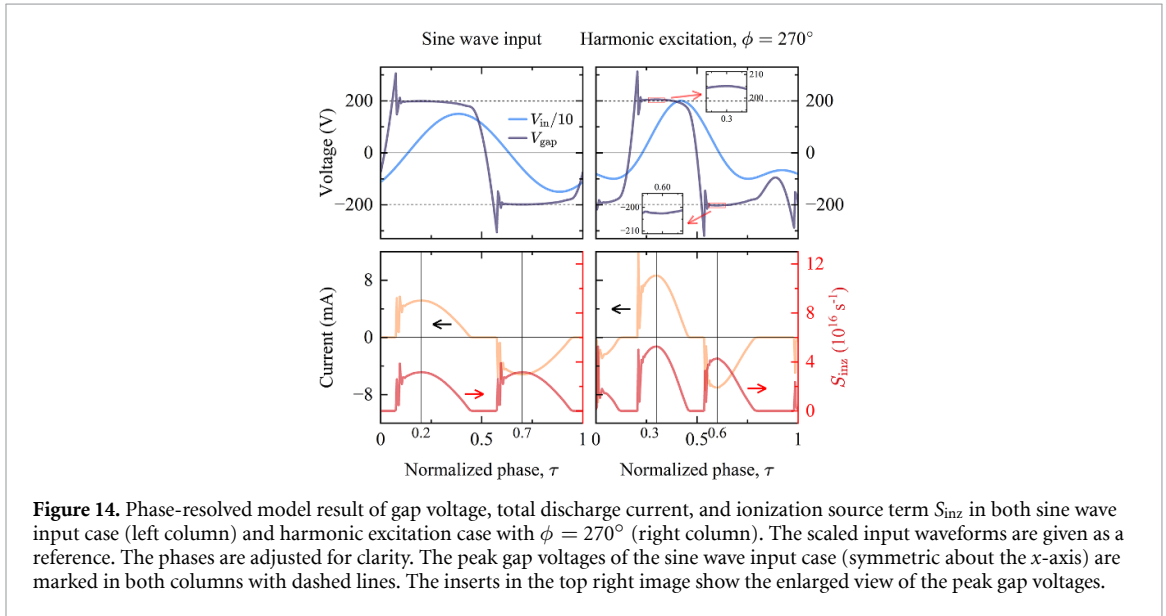 Sine wave input
Harmonic excitation, ϕ = 270°
Voltage (V)
200
0
−200
V_in/10
V_gap
210
200
0.3
0.60
−200
−210
200
0
−200
Current (mA)
8
0
−8
12
8
4
0
S_inz (10^16 s^-1)
0
0.2
0.5
0.7
1
0
0.3
0.5
0.6
1
Normalized phase, τ
Normalized phase, τ
Figure 14. Phase-resolved model result of gap voltage, total discharge current, and ionization source term S_inz in both sine wave
input case (left column) and harmonic excitation case with ϕ = 270° (right column). The scaled input waveforms are given as a
reference. The phases are adjusted for clarity. The peak gap voltages of the sine wave input case (symmetric about the x-axis) are
marked in both columns with dashed lines. The inserts in the top right image show the enlarged view of the peak gap voltages.